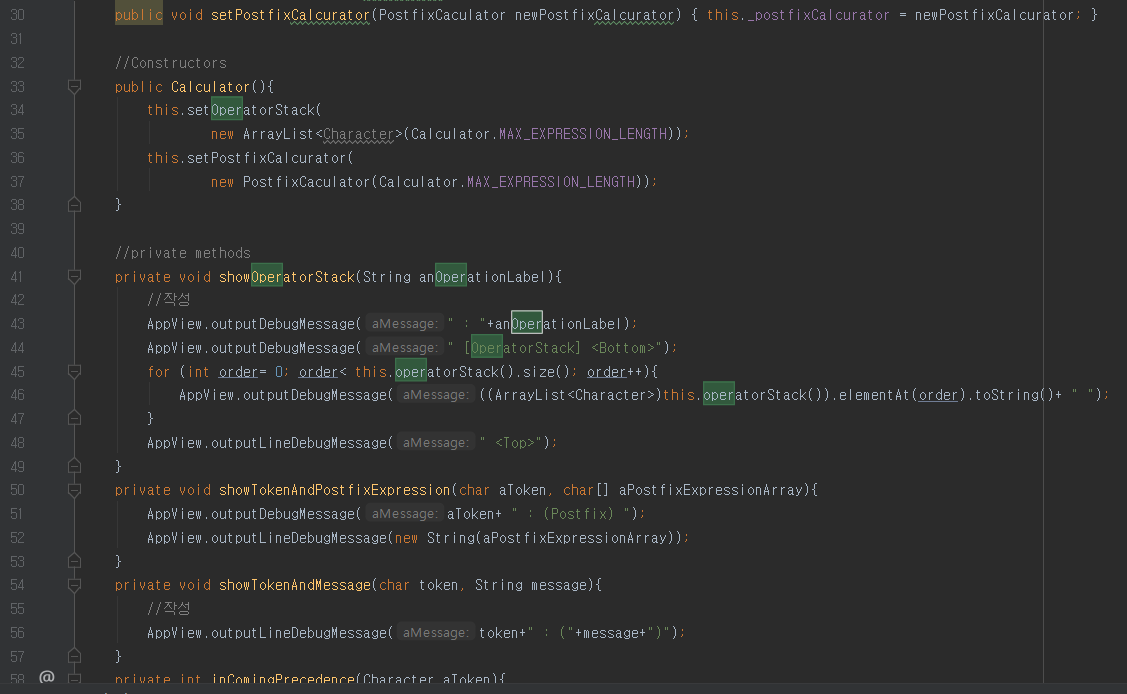 30 public void setPostfixCalcurator(PostfixCaculator newPostfixCalcurator) { this._postfixCalcurator = newPostfixCalcurator; }
31
32 //Constructors
33 public Calculator(){
34 this.setOperatorStack(
35 new ArrayList<Character>(Calculator.MAX_EXPRESSION_LENGTH));
36 this.setPostfixCalcurator(
37 new PostfixCaculator(Calculator.MAX_EXPRESSION_LENGTH));
38 }
39
40 //private methods
41 private void showOperatorStack(String anOperationLabel){
42 //작성
43 AppView.outputDebugMessage( aMessage: " : "+anOperationLabel);
44 AppView.outputDebugMessage( aMessage: " [OperatorStack] <Bottom>");
45 for (int order= 0; order< this.operatorStack().size(); order++){
46 AppView.outputDebugMessage( aMessage: ((ArrayList<Character>)this.operatorStack()).elementAt(order).toString()+ " ");
47 }
48 AppView.outputLineDebugMessage( aMessage: " <Top>");
49 }
50 private void showTokenAndPostfixExpression(char aToken, char[] aPostfixExpressionArray){
51 AppView.outputDebugMessage( aMessage: aToken+ " : (Postfix) ");
52 AppView.outputLineDebugMessage(new String(aPostfixExpressionArray));
53 }
54 private void showTokenAndMessage(char token, String message){
55 //작성
56 AppView.outputLineDebugMessage( aMessage: token+" : ("+message+")");
57 }
58 @ private int inComingPrecedence(Character aToken){